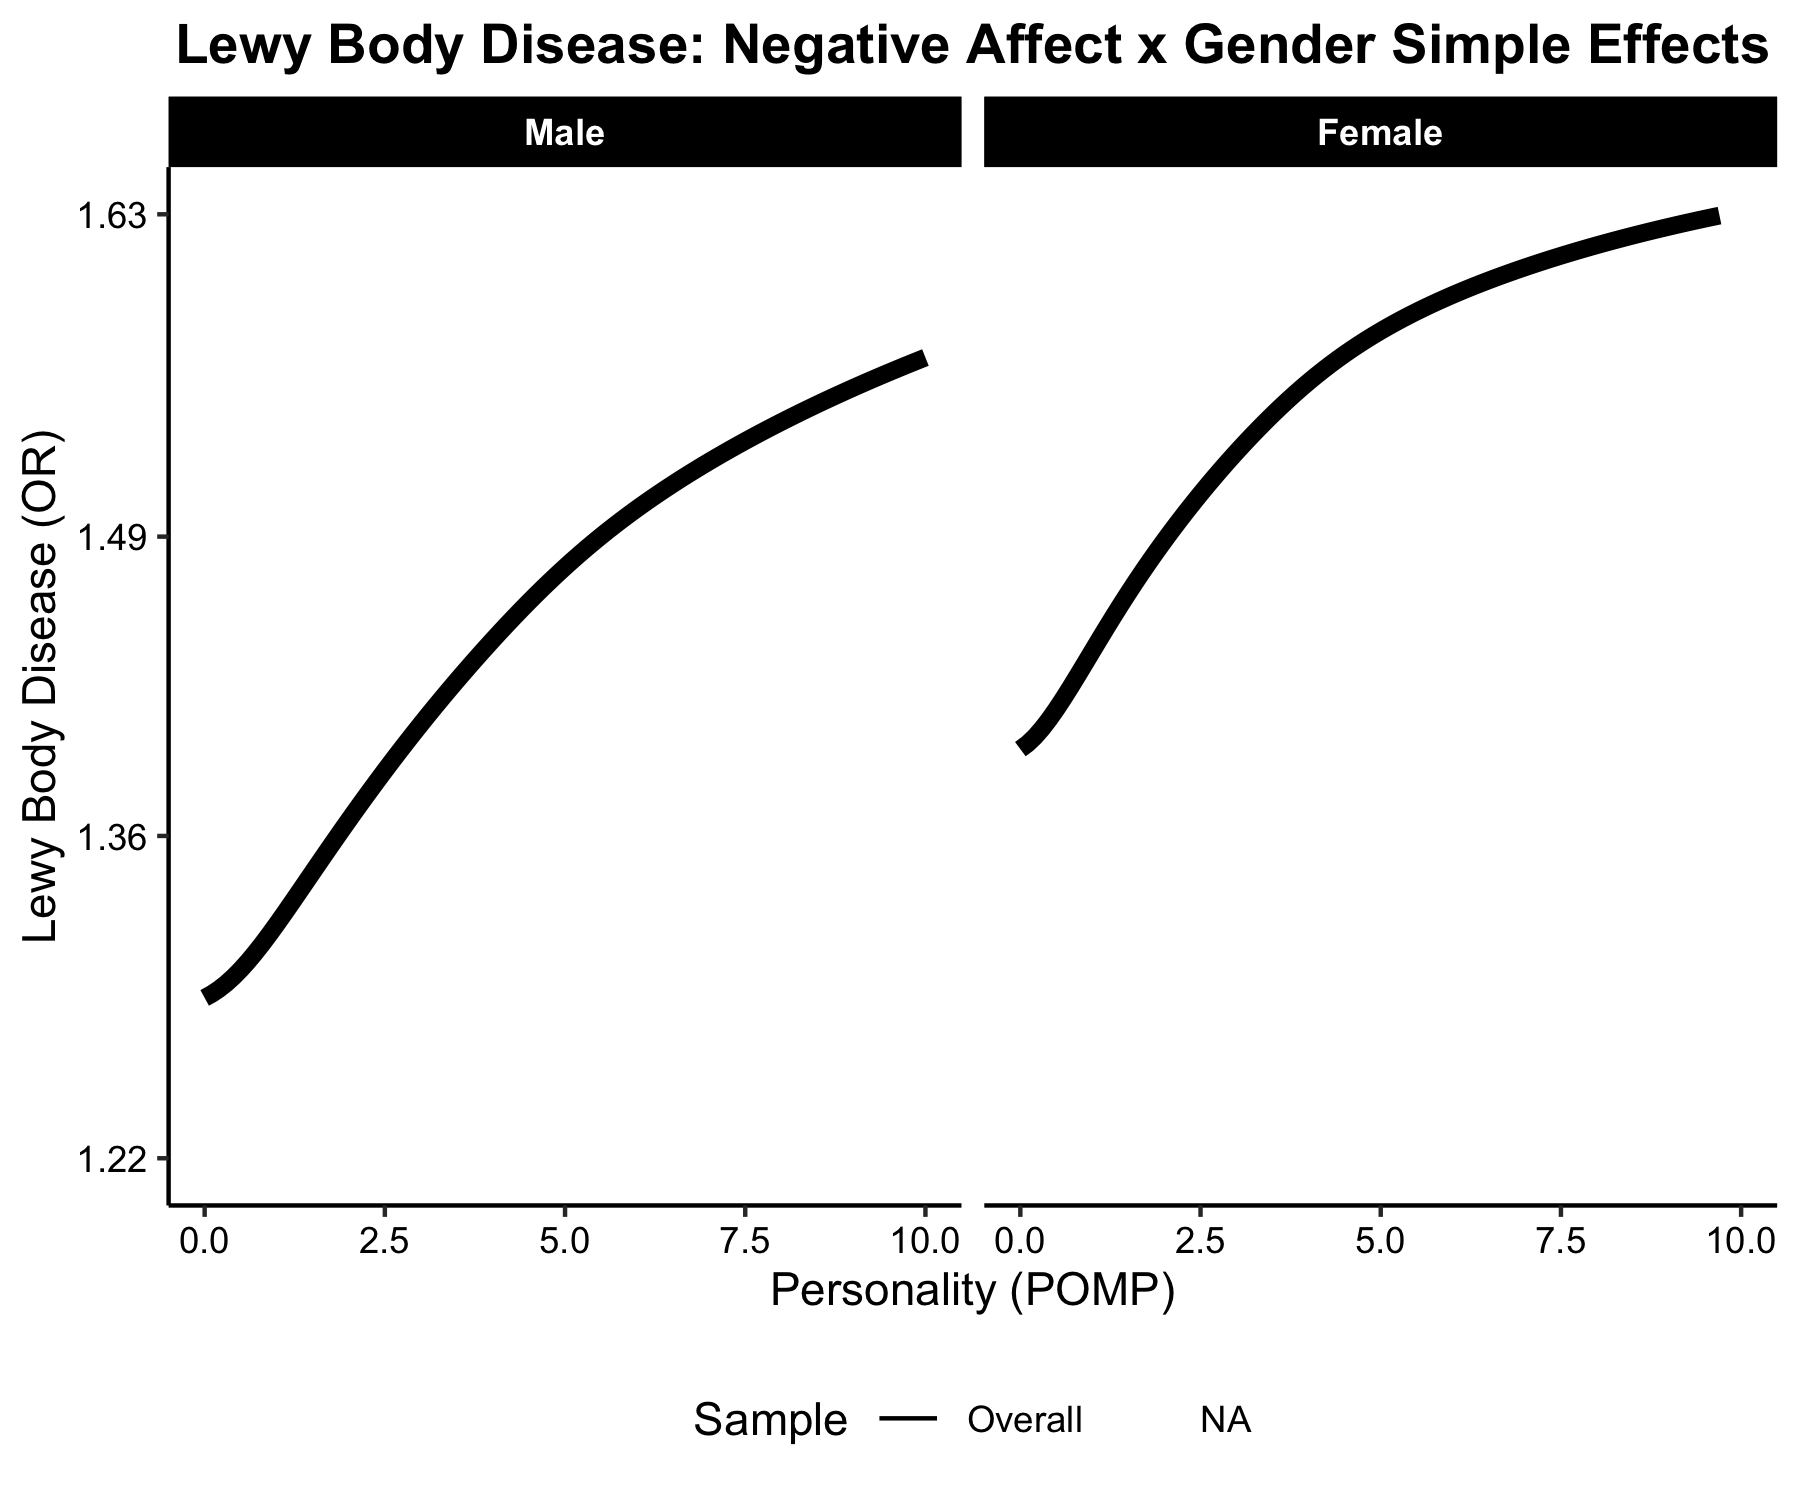 Lewy Body Disease: Negative Affect x Gender Simple Effects
Male Female
Lewy Body Disease (OR)
1.63
1.49
1.36
1.22
0.0 2.5 5.0 7.5 10.0 0.0 2.5 5.0 7.5 10.0
Personality (POMP)
Sample Overall NA